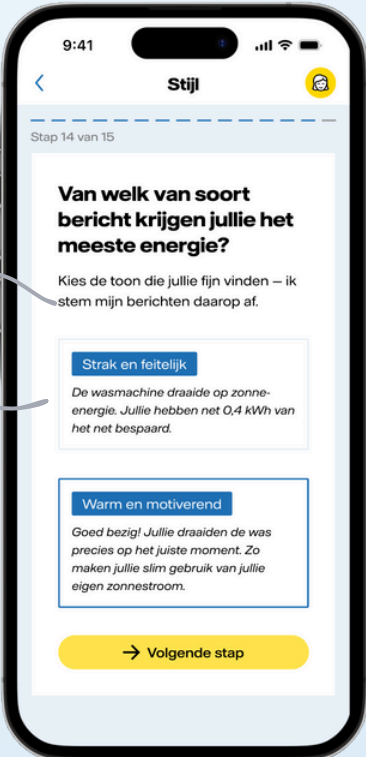 9:41
Stijl
Stap 14 van 15
Van welk van soort
bericht krijgen jullie het
meeste energie?
Kies de toon die jullie fijn vinden – ik
stem mijn berichten daarop af.
Strak en feitelijk
De wasmachine draaide op zonne-
energie. Jullie hebben net 0,4 kWh van
het net bespaard.
Warm en motiverend
Goed bezig! Jullie draaiden de was
precies op het juiste moment. Zo
maken jullie slim gebruik van jullie
eigen zonnestroom.
→ Volgende stap